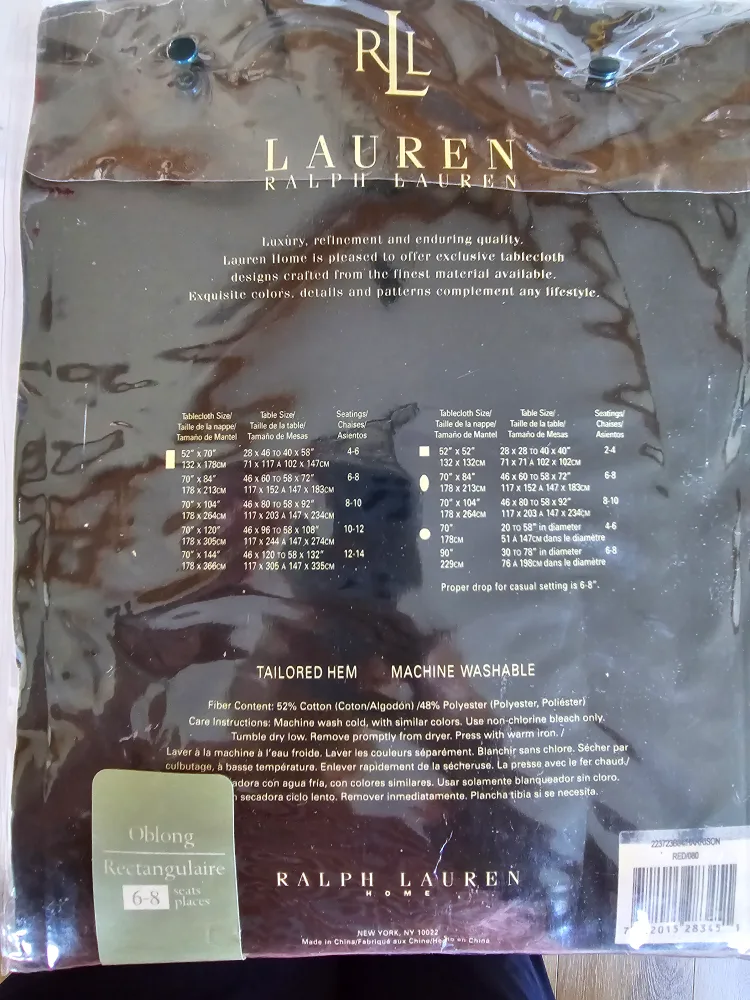 RLL
LAUREN
RALPH LAUREN
Luxury, refinement and enduring quality.
Lauren Home is pleased to offer exclusive tablecloth
designs crafted from the finest material available.
Exquisite colors, details and patterns complement any lifestyle.
Tablecloth Size/ Table Size/ Seatings/
Taille de la nappe/ Taille de la table/ Chaises/
Tamaño de Mantel Tamaño de Mesas Asientos
52" x 70" 28 x 46 TO 40 x 58" 4-6
132 x 178CM 71 x 117 A 102 x 147CM
70" x 84" 46 x 60 TO 58 x 72" 6-8
178 x 213CM 117 x 152 A 147 x 183CM
70" x 104" 46 x 80 TO 58 x 92" 8-10
178 x 264CM 117 x 203 A 147 x 234CM
70" x 120" 46 x 96 TO 58 x 108" 10-12
178 x 305CM 117 x 244 A 147 x 274CM
70" x 144" 46 x 120 TO 58 x 132" 12-14
178 x 366CM 117 x 305 A 147 x 335CM
Tablecloth Size/ Table Size/ Seatings/
Taille de la nappe/ Taille de la table/ Chaises/
Tamaño de Mantel Tamaño de Mesas Asientos
52" x 52" 28 x 28 TO 40 x 40" 2-4
132 x 132CM 71 x 71 A 102 x 102CM
70" x 84" 46 x 60 TO 58 x 72" 6-8
178 x 213CM 117 x 152 A 147 x 183CM
70" x 104" 46 x 80 TO 58 x 92" 8-10
178 x 264CM 117 x 203 A 147 x 234CM
70" 20 TO 58" in diameter 4-6
178CM 51 A 147CM dans le diamètre
90" 30 TO 78" in diameter 6-8
229CM 76 A 198CM dans le diamètre
Proper drop for casual setting is 6-8".
TAILORED HEM MACHINE WASHABLE
Fiber Content: 52% Cotton (Coton/Algodón) /48% Polyester (Polyester, Poliéster)
Care Instructions: Machine wash cold, with similar colors. Use non-chlorine bleach only.
Tumble dry low. Remove promptly from dryer. Press with warm iron. /
Laver à la machine à l'eau froide. Laver les couleurs séparément. Blanchir sans chlore. Sécher par
culbutage, à basse température. Enlever rapidement de la sécheruse. La presse avec le fer chaud./
adora con agua fría, con colores similares. Usar solamente blanqueador sin cloro.
secadora ciclo lento. Remover inmediatamente. Plancha tibia si se necesita.
Oblong
Rectangulaire
6-8 seats
places
RALPH LAUREN
HOME
NEW YORK, NY 10022
Made in China/Fabriqué aux Chine/Hecho en China
RED/080